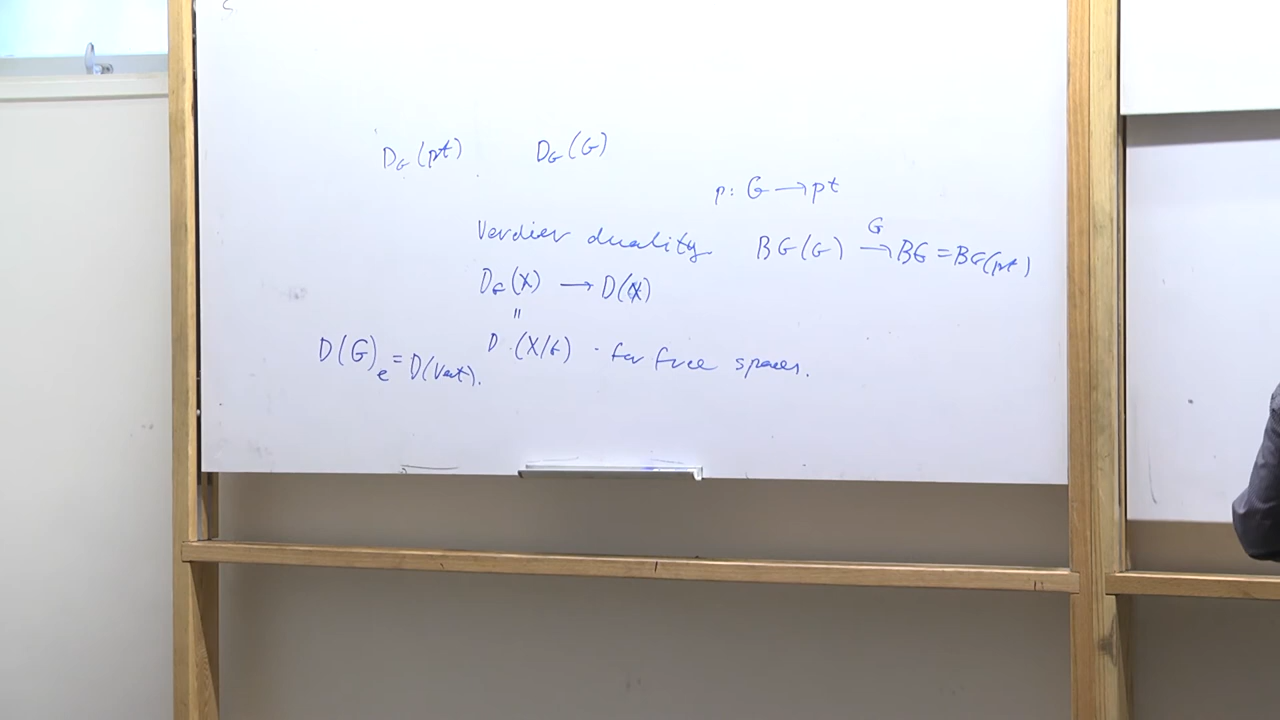 D_G(pt) D_G(G)
p: G → pt
Verdier duality BG(G) →^G BG = BG(pt)
D_G(X) → D(X)
"
D(G)_e = D(Vect). D (X/G) - for free spaces.